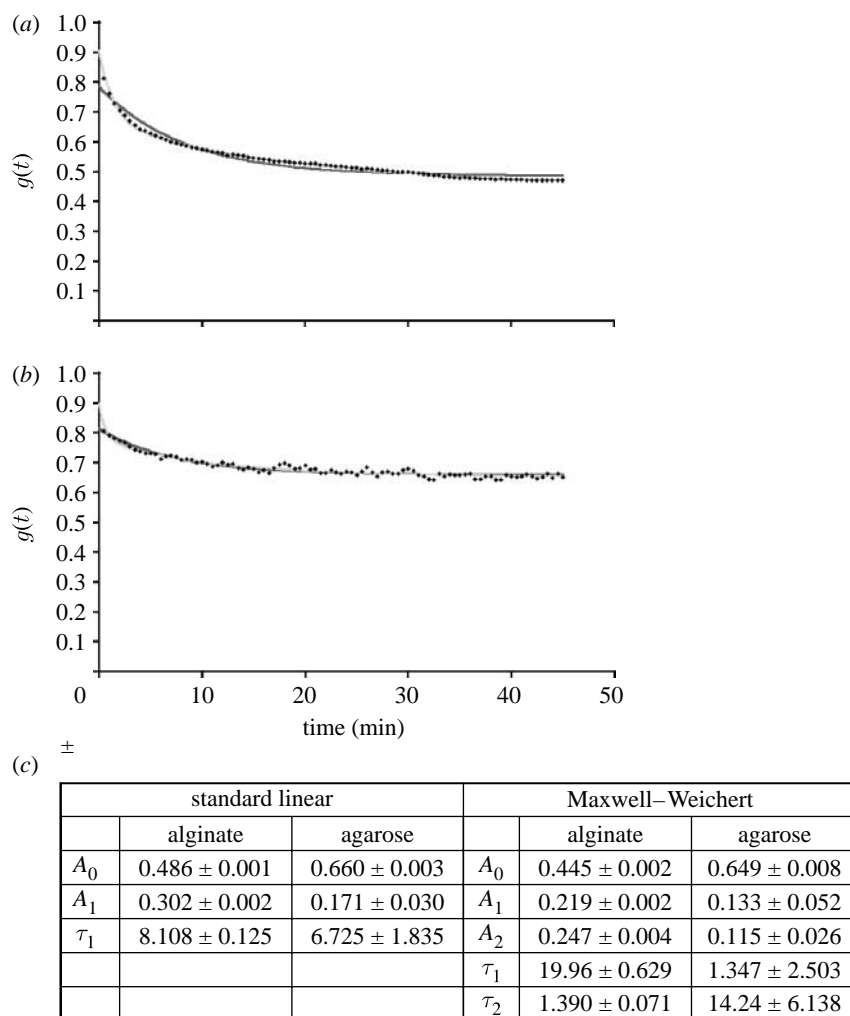 (a)
1.0
0.9
0.8
0.7
0.6
0.5
0.4
0.3
0.2
0.1
g(t)
(b)
1.0
0.9
0.8
0.7
0.6
0.5
0.4
0.3
0.2
0.1
g(t)
0 10 20 30 40 50
time (min)
±
(c)
standard linear Maxwell–Weichert
alginate agarose alginate agarose
A₀ 0.486 ± 0.001 0.660 ± 0.003 A₀ 0.445 ± 0.002 0.649 ± 0.008
A₁ 0.302 ± 0.002 0.171 ± 0.030 A₁ 0.219 ± 0.002 0.133 ± 0.052
τ₁ 8.108 ± 0.125 6.725 ± 1.835 A₂ 0.247 ± 0.004 0.115 ± 0.026
τ₁ 19.96 ± 0.629 1.347 ± 2.503
τ₂ 1.390 ± 0.071 14.24 ± 6.138